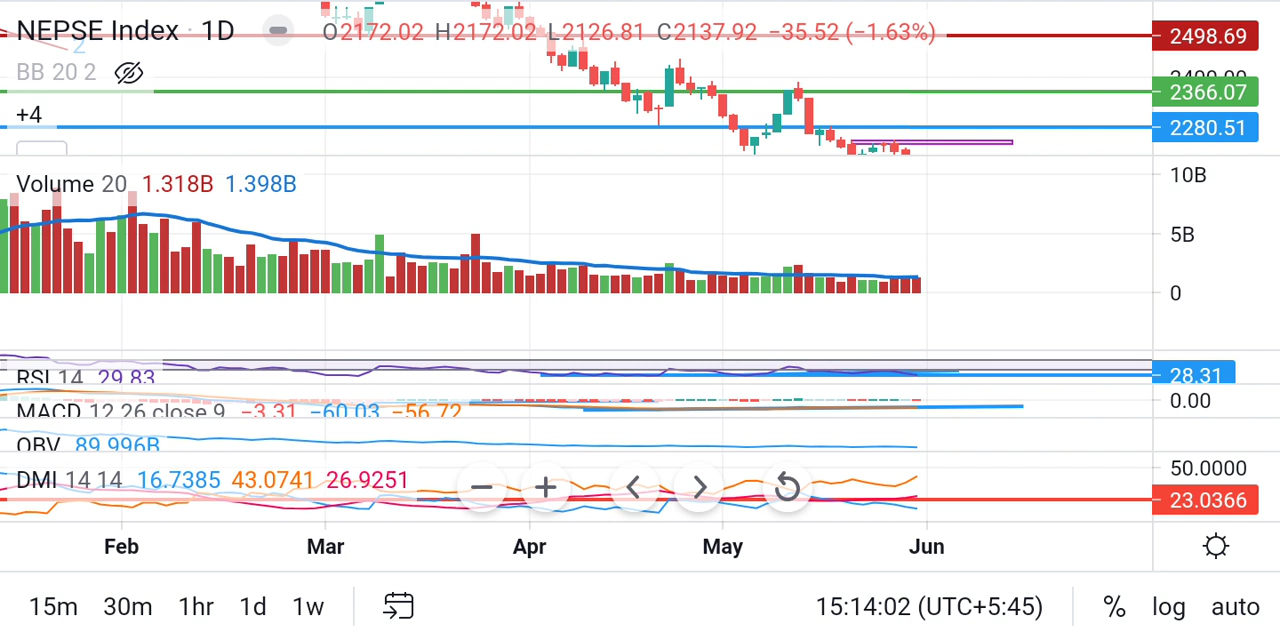 NEPSE Index · 1D O2172.02 H2172.02 L2126.81 C2137.92 −35.52 (−1.63%)
2498.69
2
BB 20 2
2400.00
2366.07
+4
2280.51
Volume 20 1.318B 1.398B
10B
5B
0
RSI 14 29.83
28.31
MACD 12 26 close 9 −3.31 −60.03 −56.72
0.00
OBV 89.996B
DMI 14 14 16.7385 43.0741 26.9251
50.0000
23.0366
Feb Mar Apr May Jun
15m 30m 1hr 1d 1w 15:14:02 (UTC+5:45) % log auto